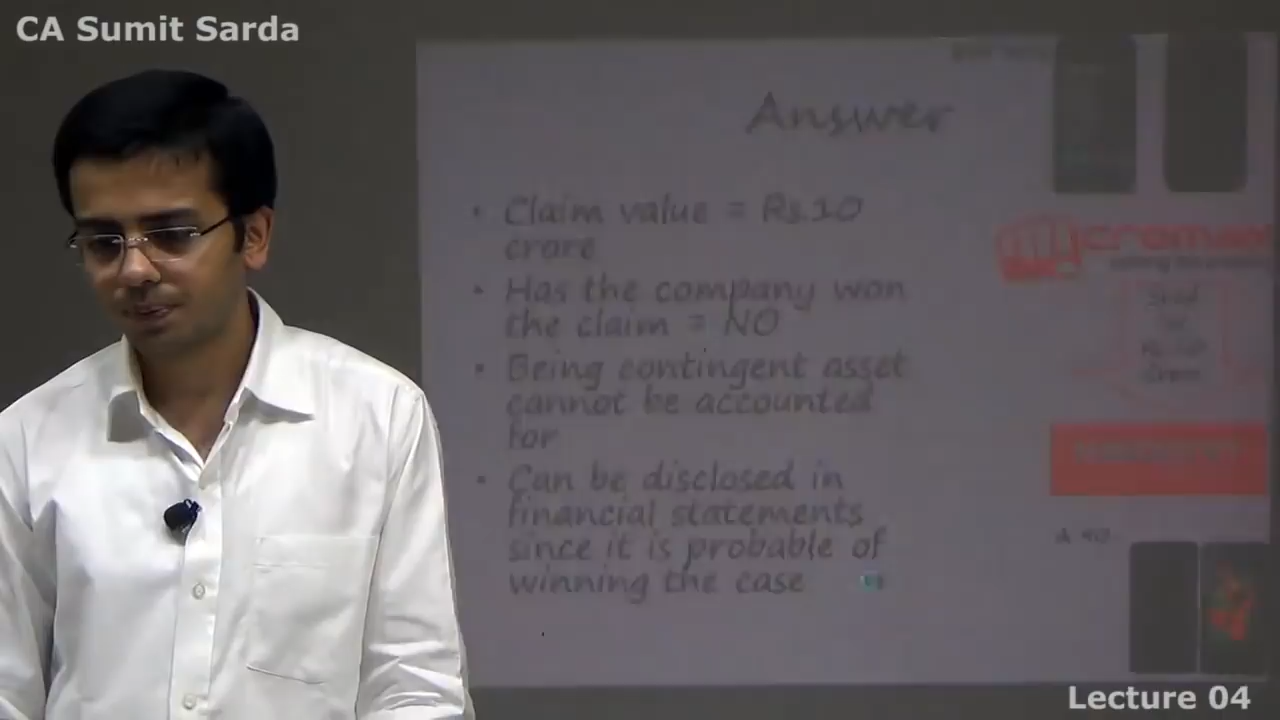 CA Sumit Sarda
Answer
• Claim value = Rs.10
crore
• Has the company won
the claim = NO
• Being contingent asset
cannot be accounted
for
• Can be disclosed in
financial statements
since it is probable of
winning the case
Lecture 04